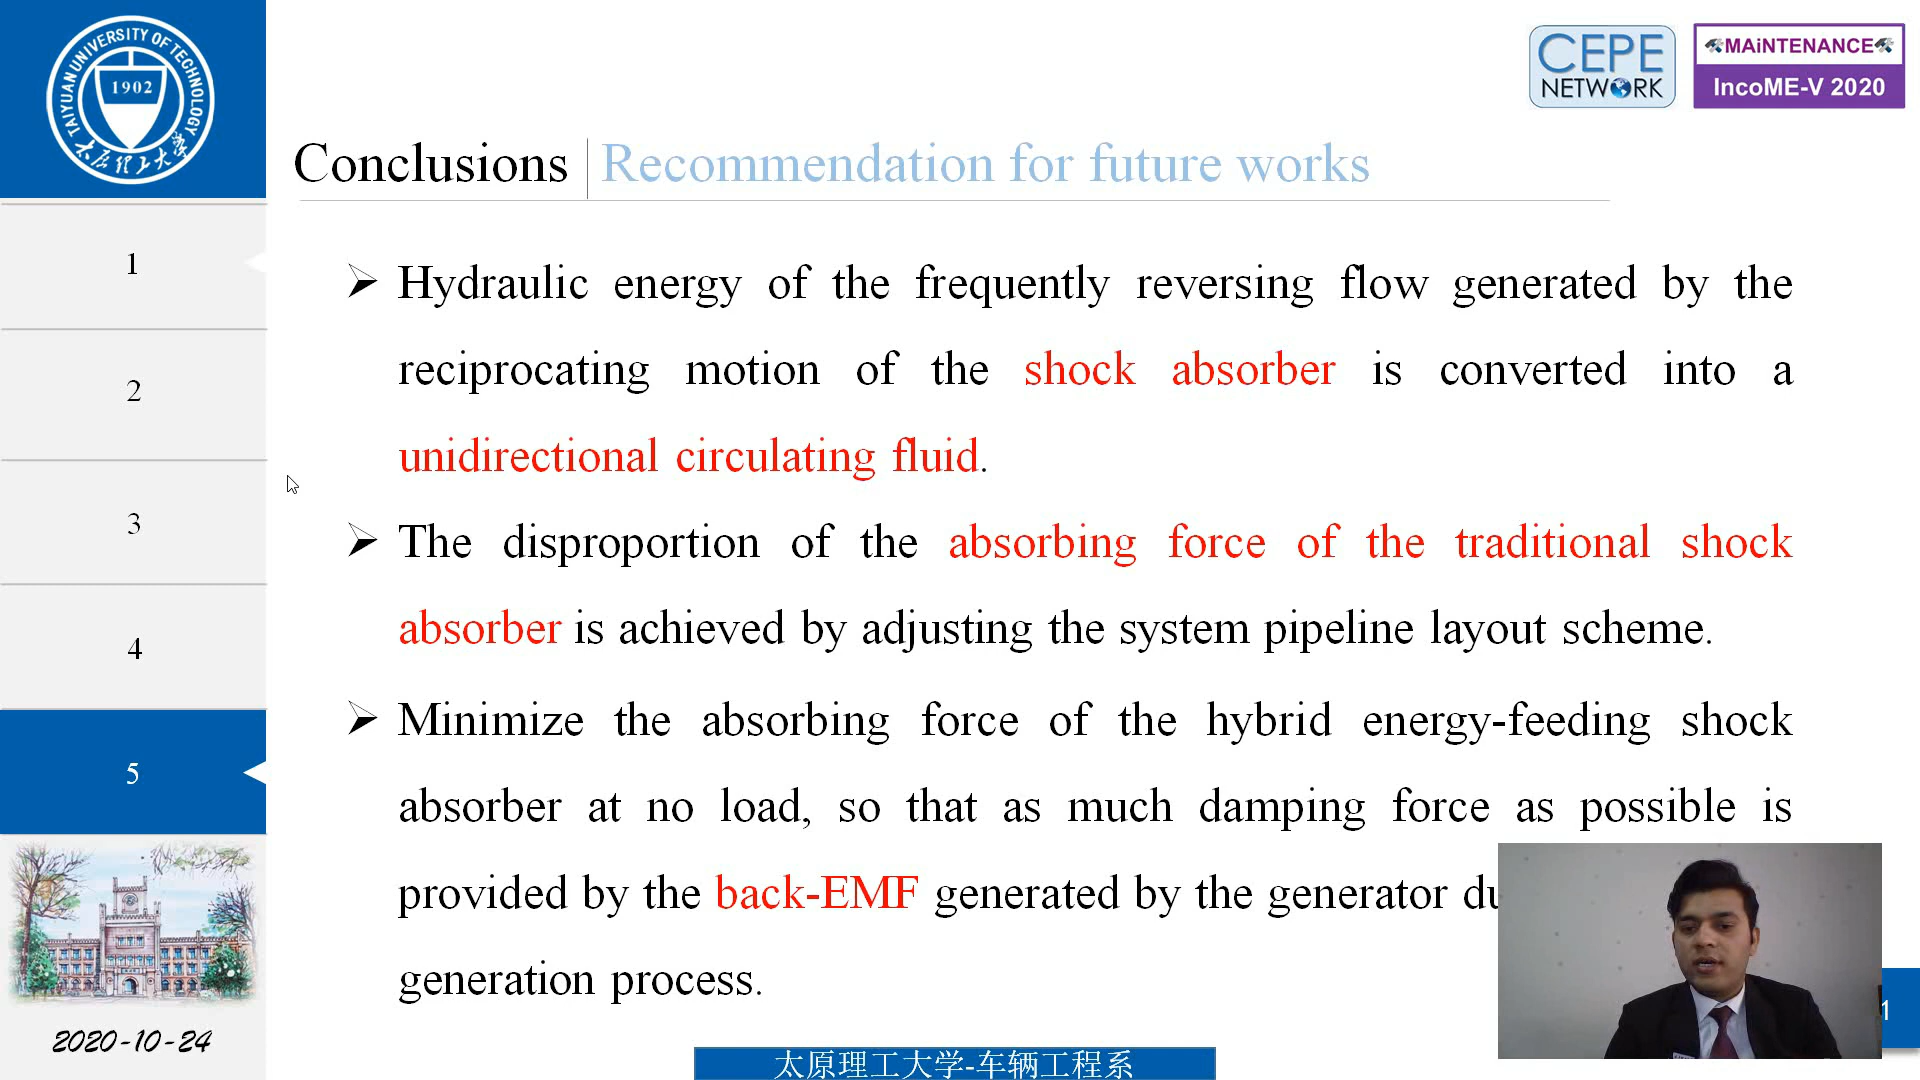 TAIYUAN UNIVERSITY OF TECHNOLOGY
1902
太原理工大学
CEPE
NETWORK
MAiNTENANCE
IncoME-V 2020
Conclusions
Recommendation for future works
1
2
3
4
5
Hydraulic energy of the frequently reversing flow generated by the
reciprocating motion of the shock absorber is converted into a
unidirectional circulating fluid.
The disproportion of the absorbing force of the traditional shock
absorber is achieved by adjusting the system pipeline layout scheme.
Minimize the absorbing force of the hybrid energy-feeding shock
absorber at no load, so that as much damping force as possible is
provided by the back-EMF generated by the generator
generation process.
2020-10-24
太原理工大学-车辆工程系